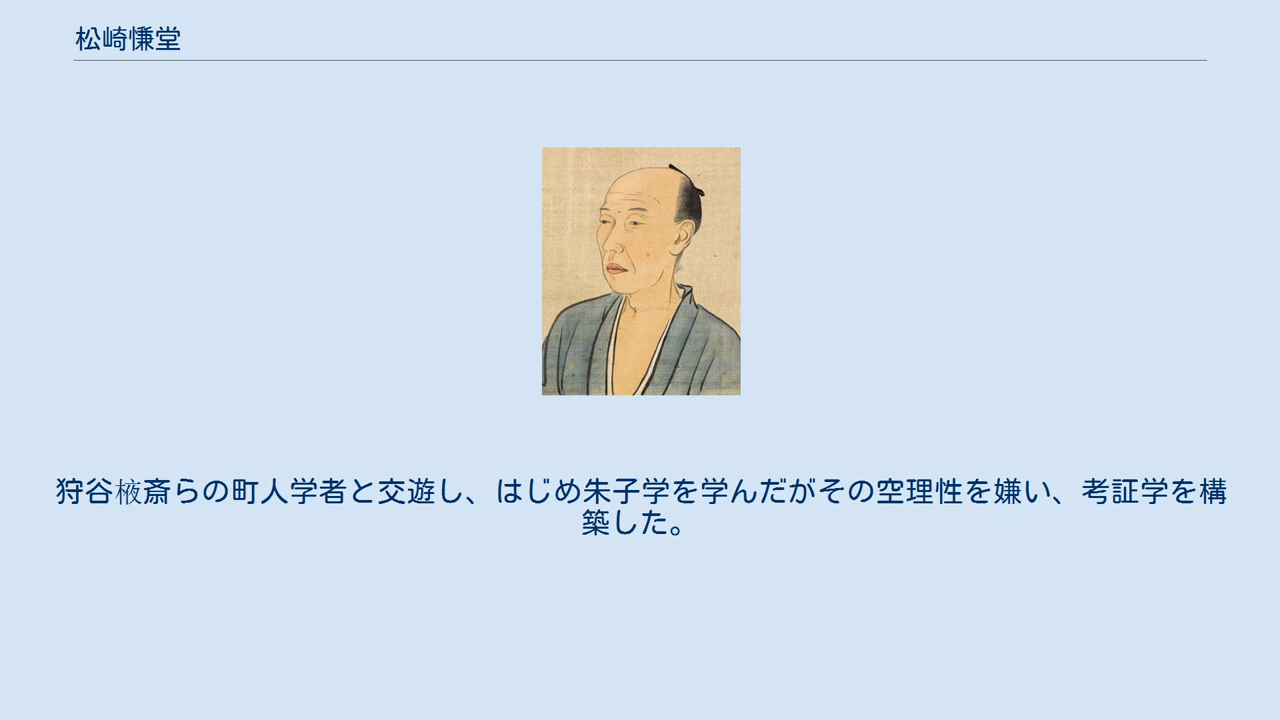 松崎慊堂
狩谷棭斎らの町人学者と交遊し、はじめ朱子学を学んだがその空理性を嫌い、考証学を構
築した。